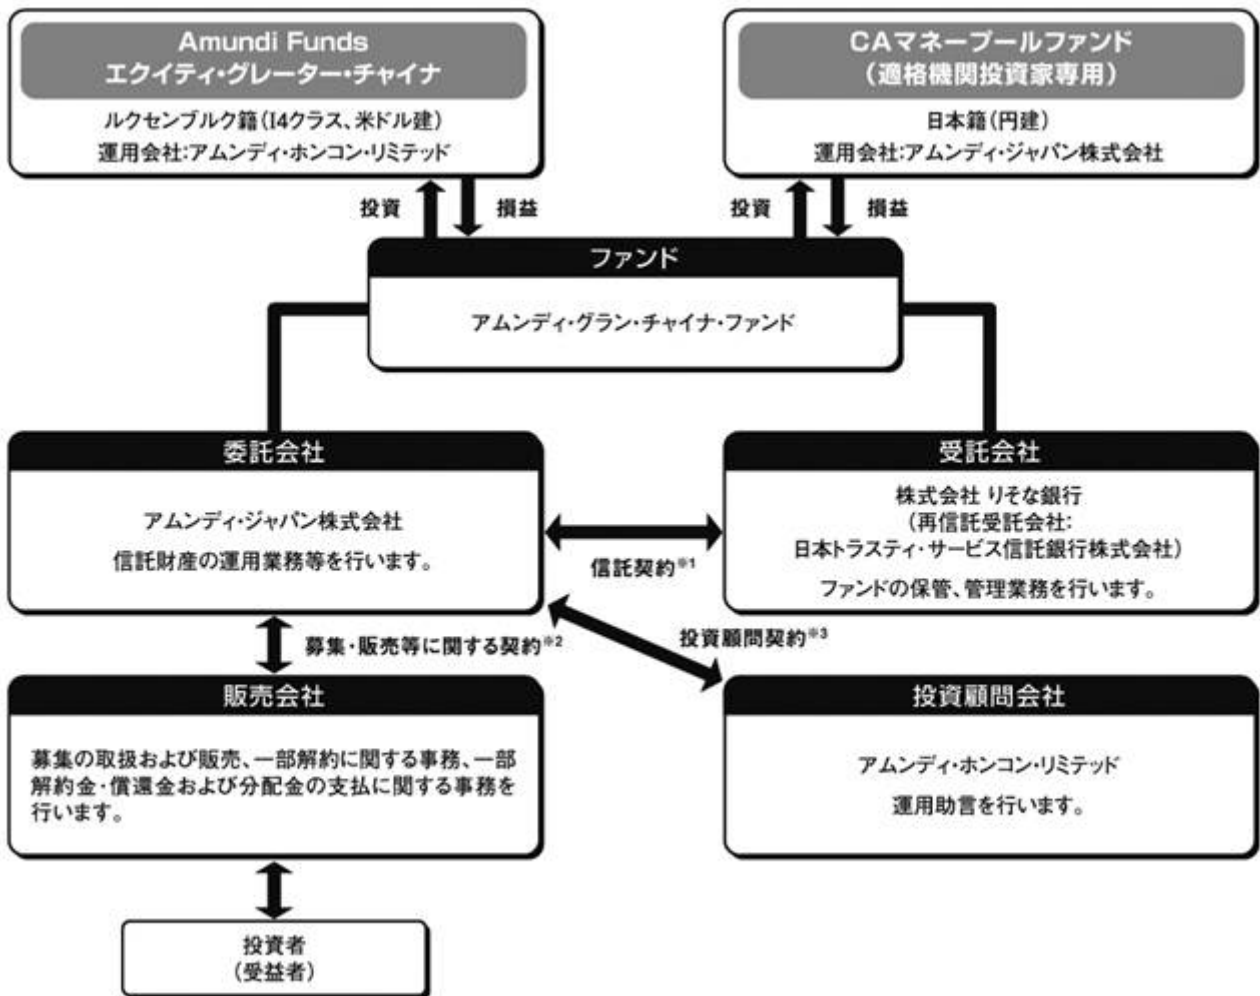 Amundi Funds
エクイティ・グレーター・チャイナ
ルクセンブルク籍(I4クラス、米ドル建)
運用会社:アムンディ・ホンコン・リミテッド
CAマネープールファンド
(適格機関投資家専用)
日本籍(円建)
運用会社:アムンディ・ジャパン株式会社
投資
損益
投資
損益
ファンド
アムンディ・グラン・チャイナ・ファンド
委託会社
アムンディ・ジャパン株式会社
信託財産の運用業務等を行います。
受託会社
株式会社 りそな銀行
(再信託受託会社:
日本トラスティ・サービス信託銀行株式会社)
ファンドの保管、管理業務を行います。
信託契約※1
募集・販売等に関する契約※2
投資顧問契約※3
販売会社
募集の取扱および販売、一部解約に関する事務、一部
解約金・償還金および分配金の支払に関する事務を
行います。
投資顧問会社
アムンディ・ホンコン・リミテッド
運用助言を行います。
投資者
(受益者)